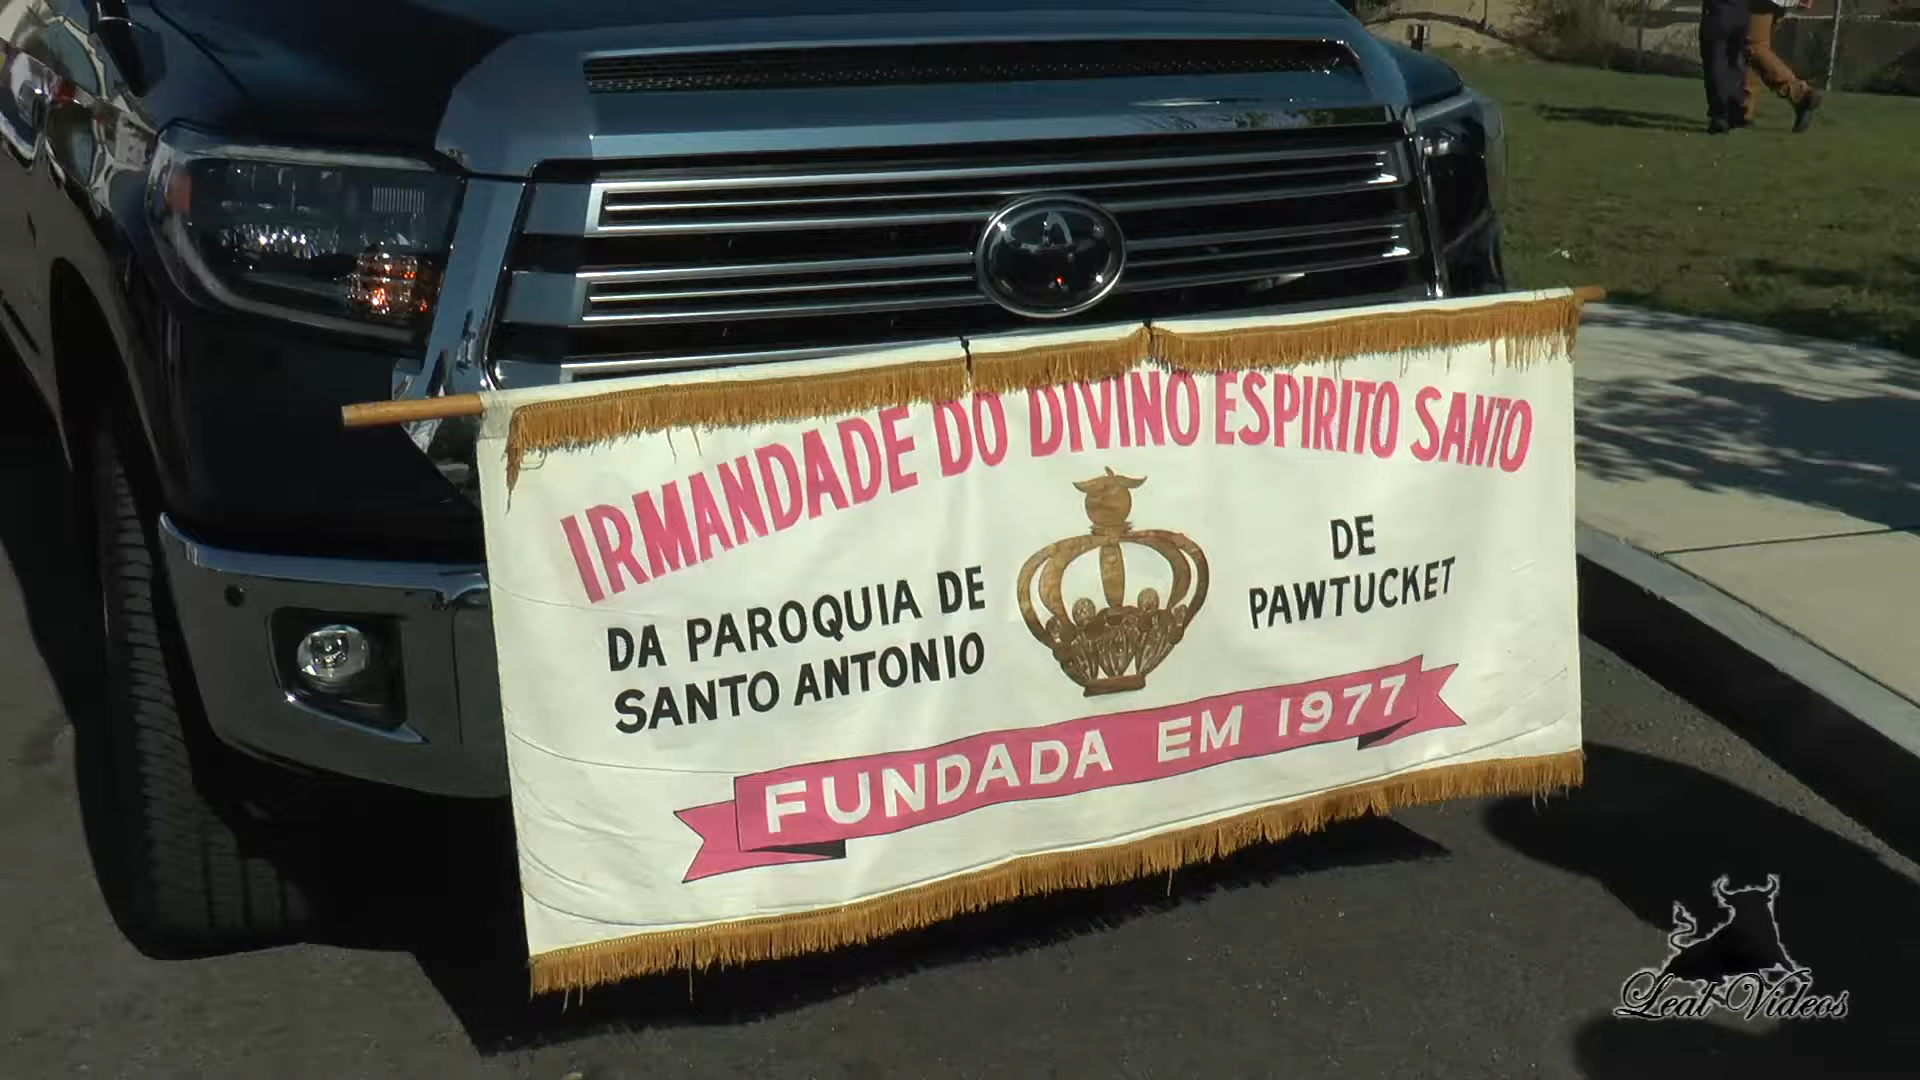 IRMANDADE DO DIVINO ESPIRITO SANTO
DA PAROQUIA DE
SANTO ANTONIO
DE
PAWTUCKET
FUNDADA EM 1977
Leal Videos